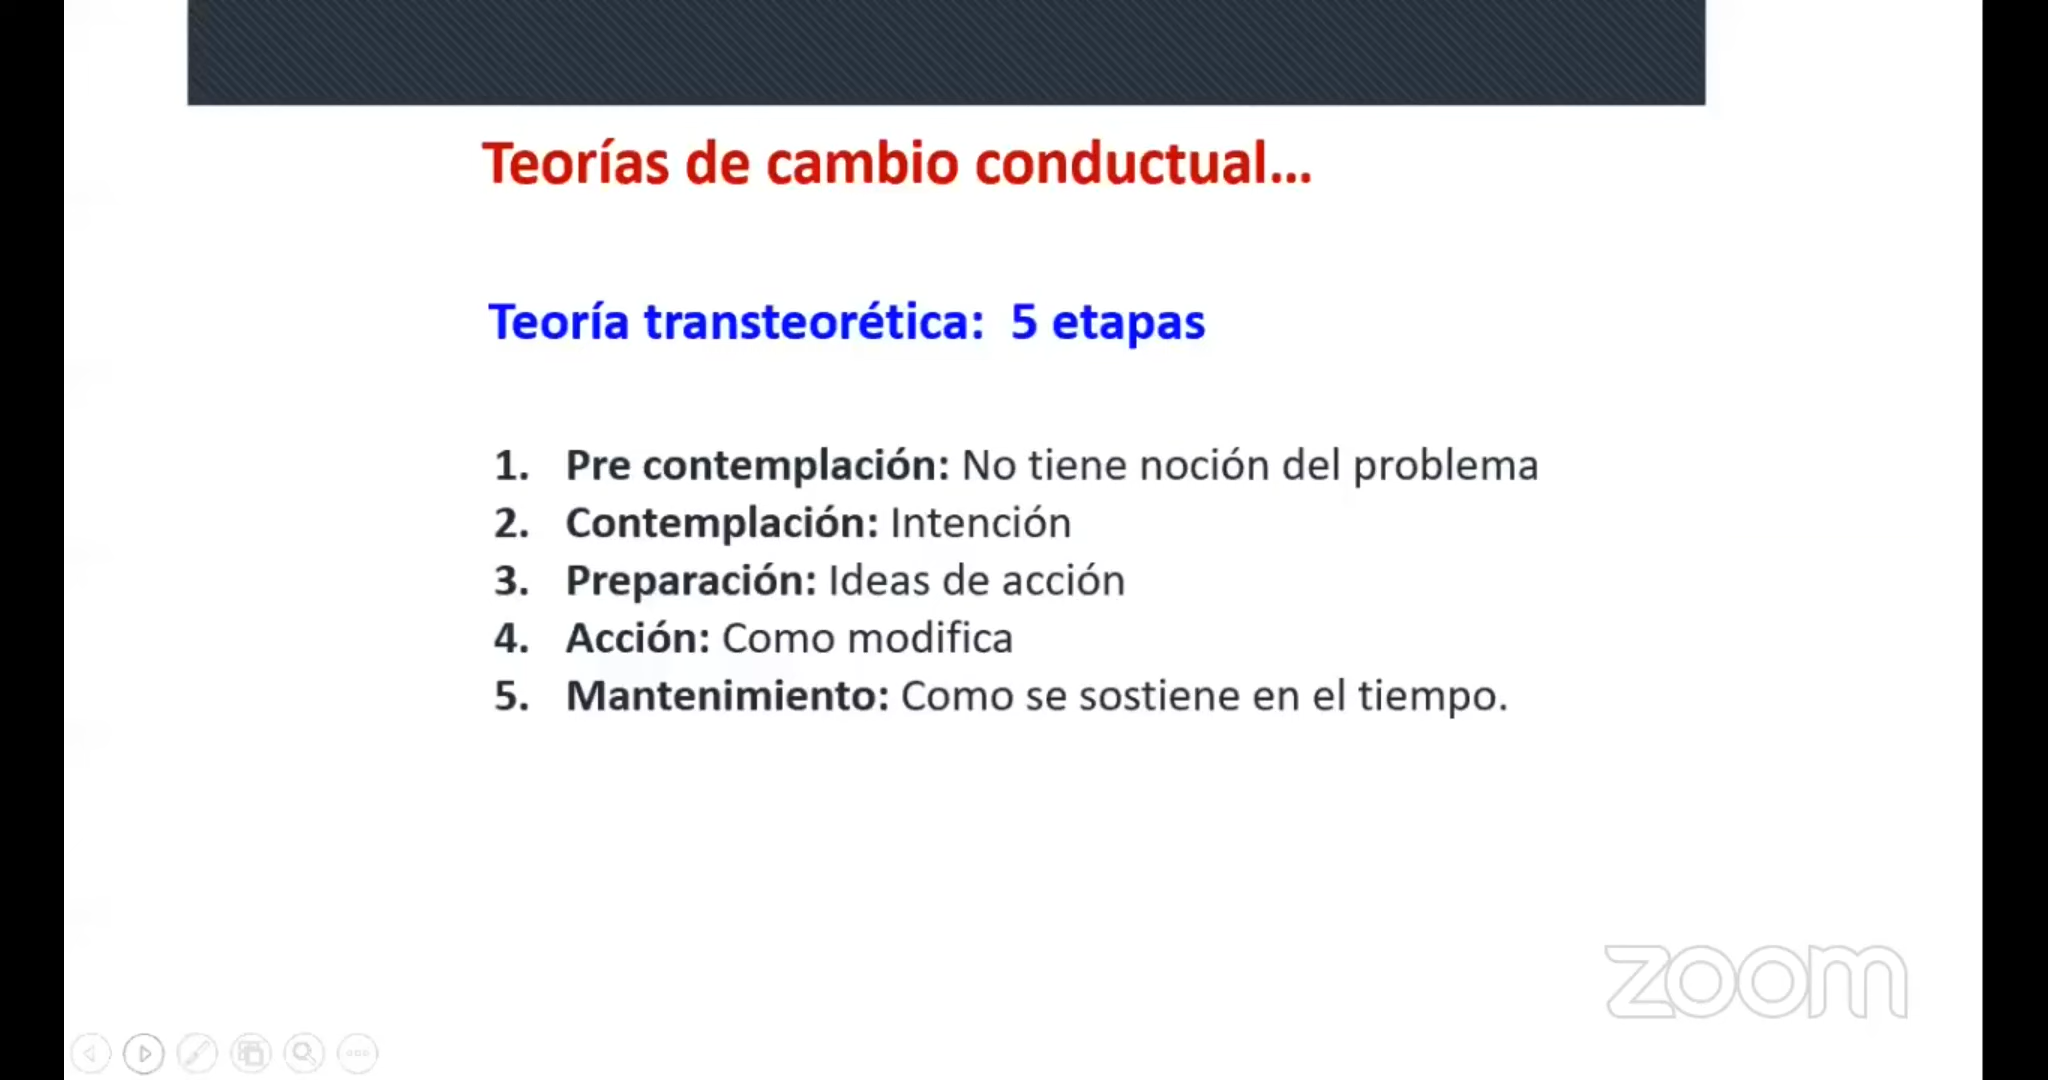 Teorías de cambio conductual...
Teoría transteorética: 5 etapas
1. Pre contemplación: No tiene noción del problema
2. Contemplación: Intención
3. Preparación: Ideas de acción
4. Acción: Como modifica
5. Mantenimiento: Como se sostiene en el tiempo.
zoom